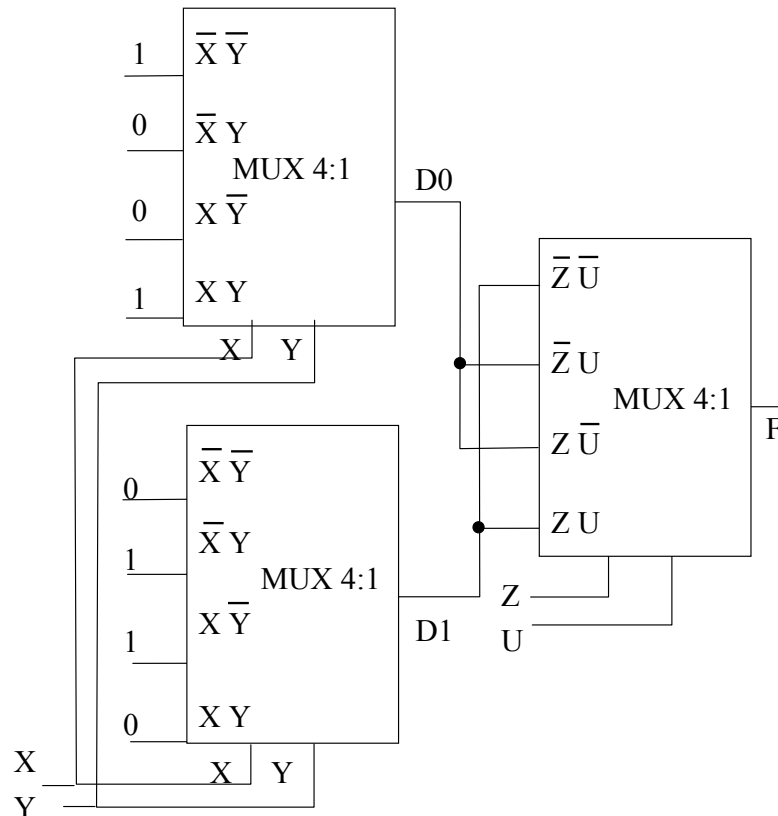 1
X̅ Y̅
0
X̅ Y
MUX 4:1
D0
0
X Y̅
1
X Y
X Y
Z̅ U̅
Z̅ U
MUX 4:1
F
Z U̅
Z U
Z
U
0
X̅ Y̅
1
X̅ Y
MUX 4:1
D1
1
X Y̅
0
X Y
X Y
X
Y